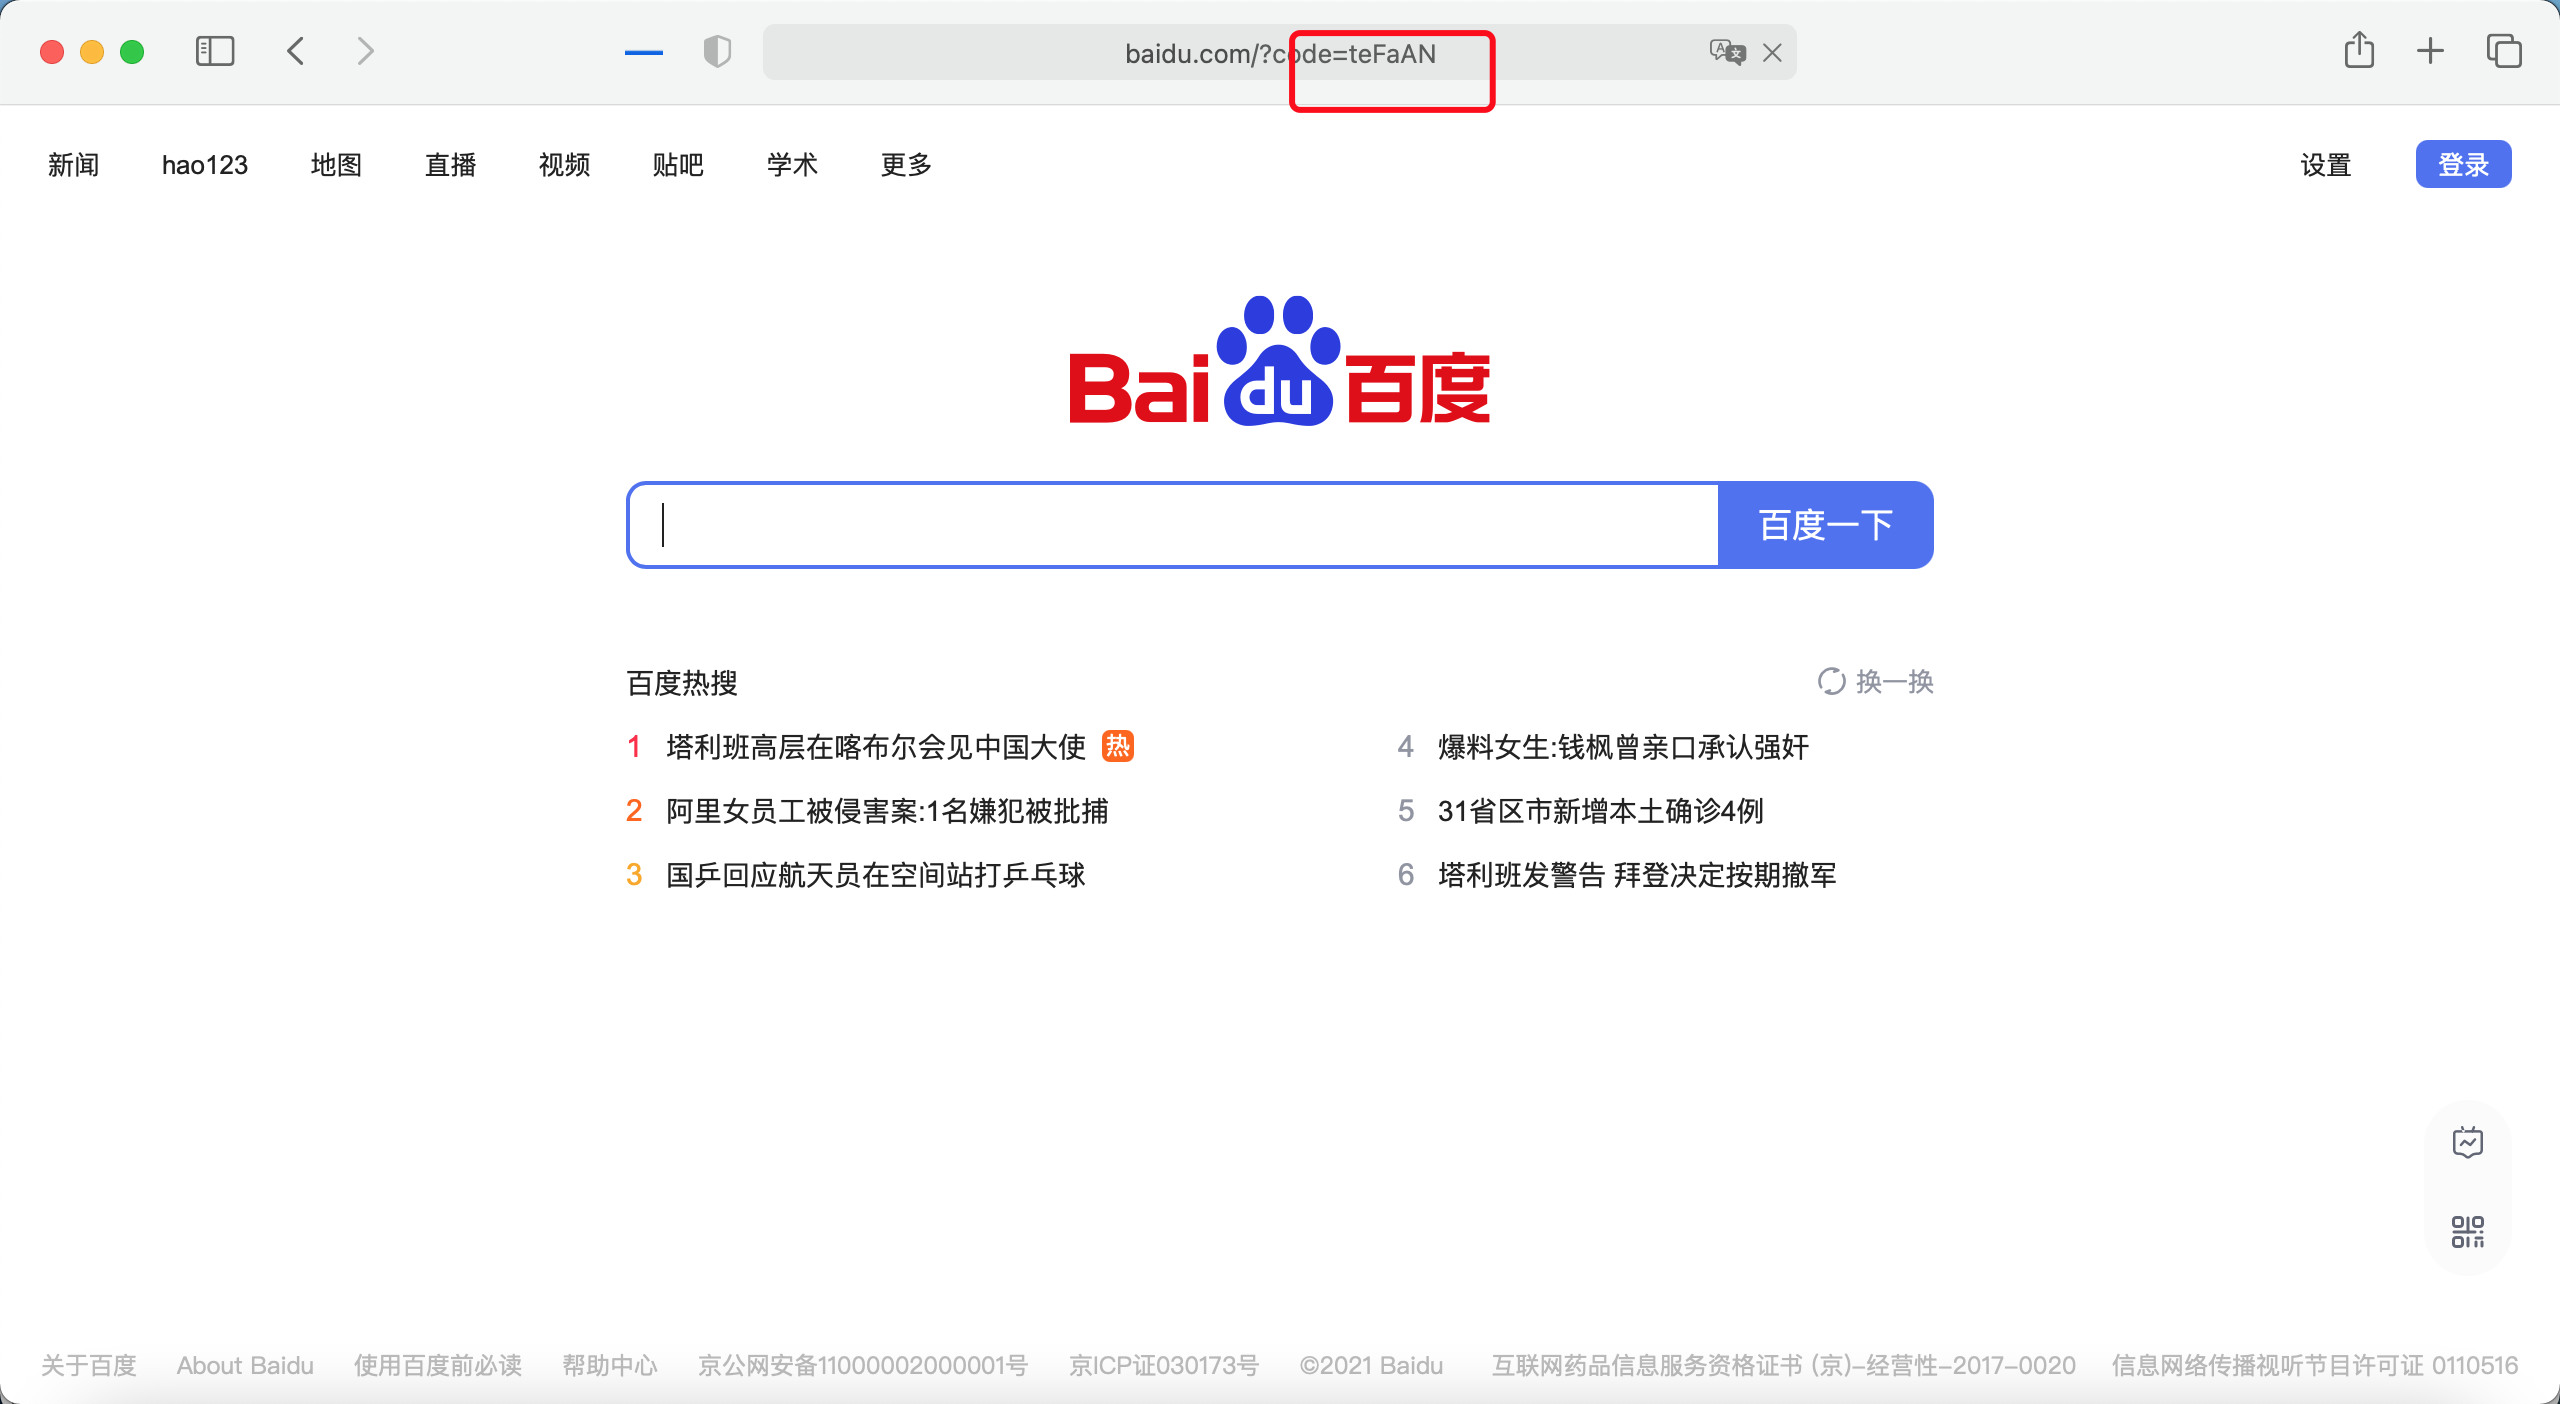 baidu.com/?code=teFaAN
新闻 hao123 地图 直播 视频 贴吧 学术 更多 设置 登录
Bai du 百度
百度一下
百度热搜 换一换
1 塔利班高层在喀布尔会见中国大使 热
2 阿里女员工被侵害案:1名嫌犯被批捕
3 国乒回应航天员在空间站打乒乓球
4 爆料女生:钱枫曾亲口承认强奸
5 31省区市新增本土确诊4例
6 塔利班发警告 拜登决定按期撤军
关于百度 About Baidu 使用百度前必读 帮助中心 京公网安备11000002000001号 京ICP证030173号 ©2021 Baidu 互联网药品信息服务资格证书 (京)-经营性-2017-0020 信息网络传播视听节目许可证 0110516